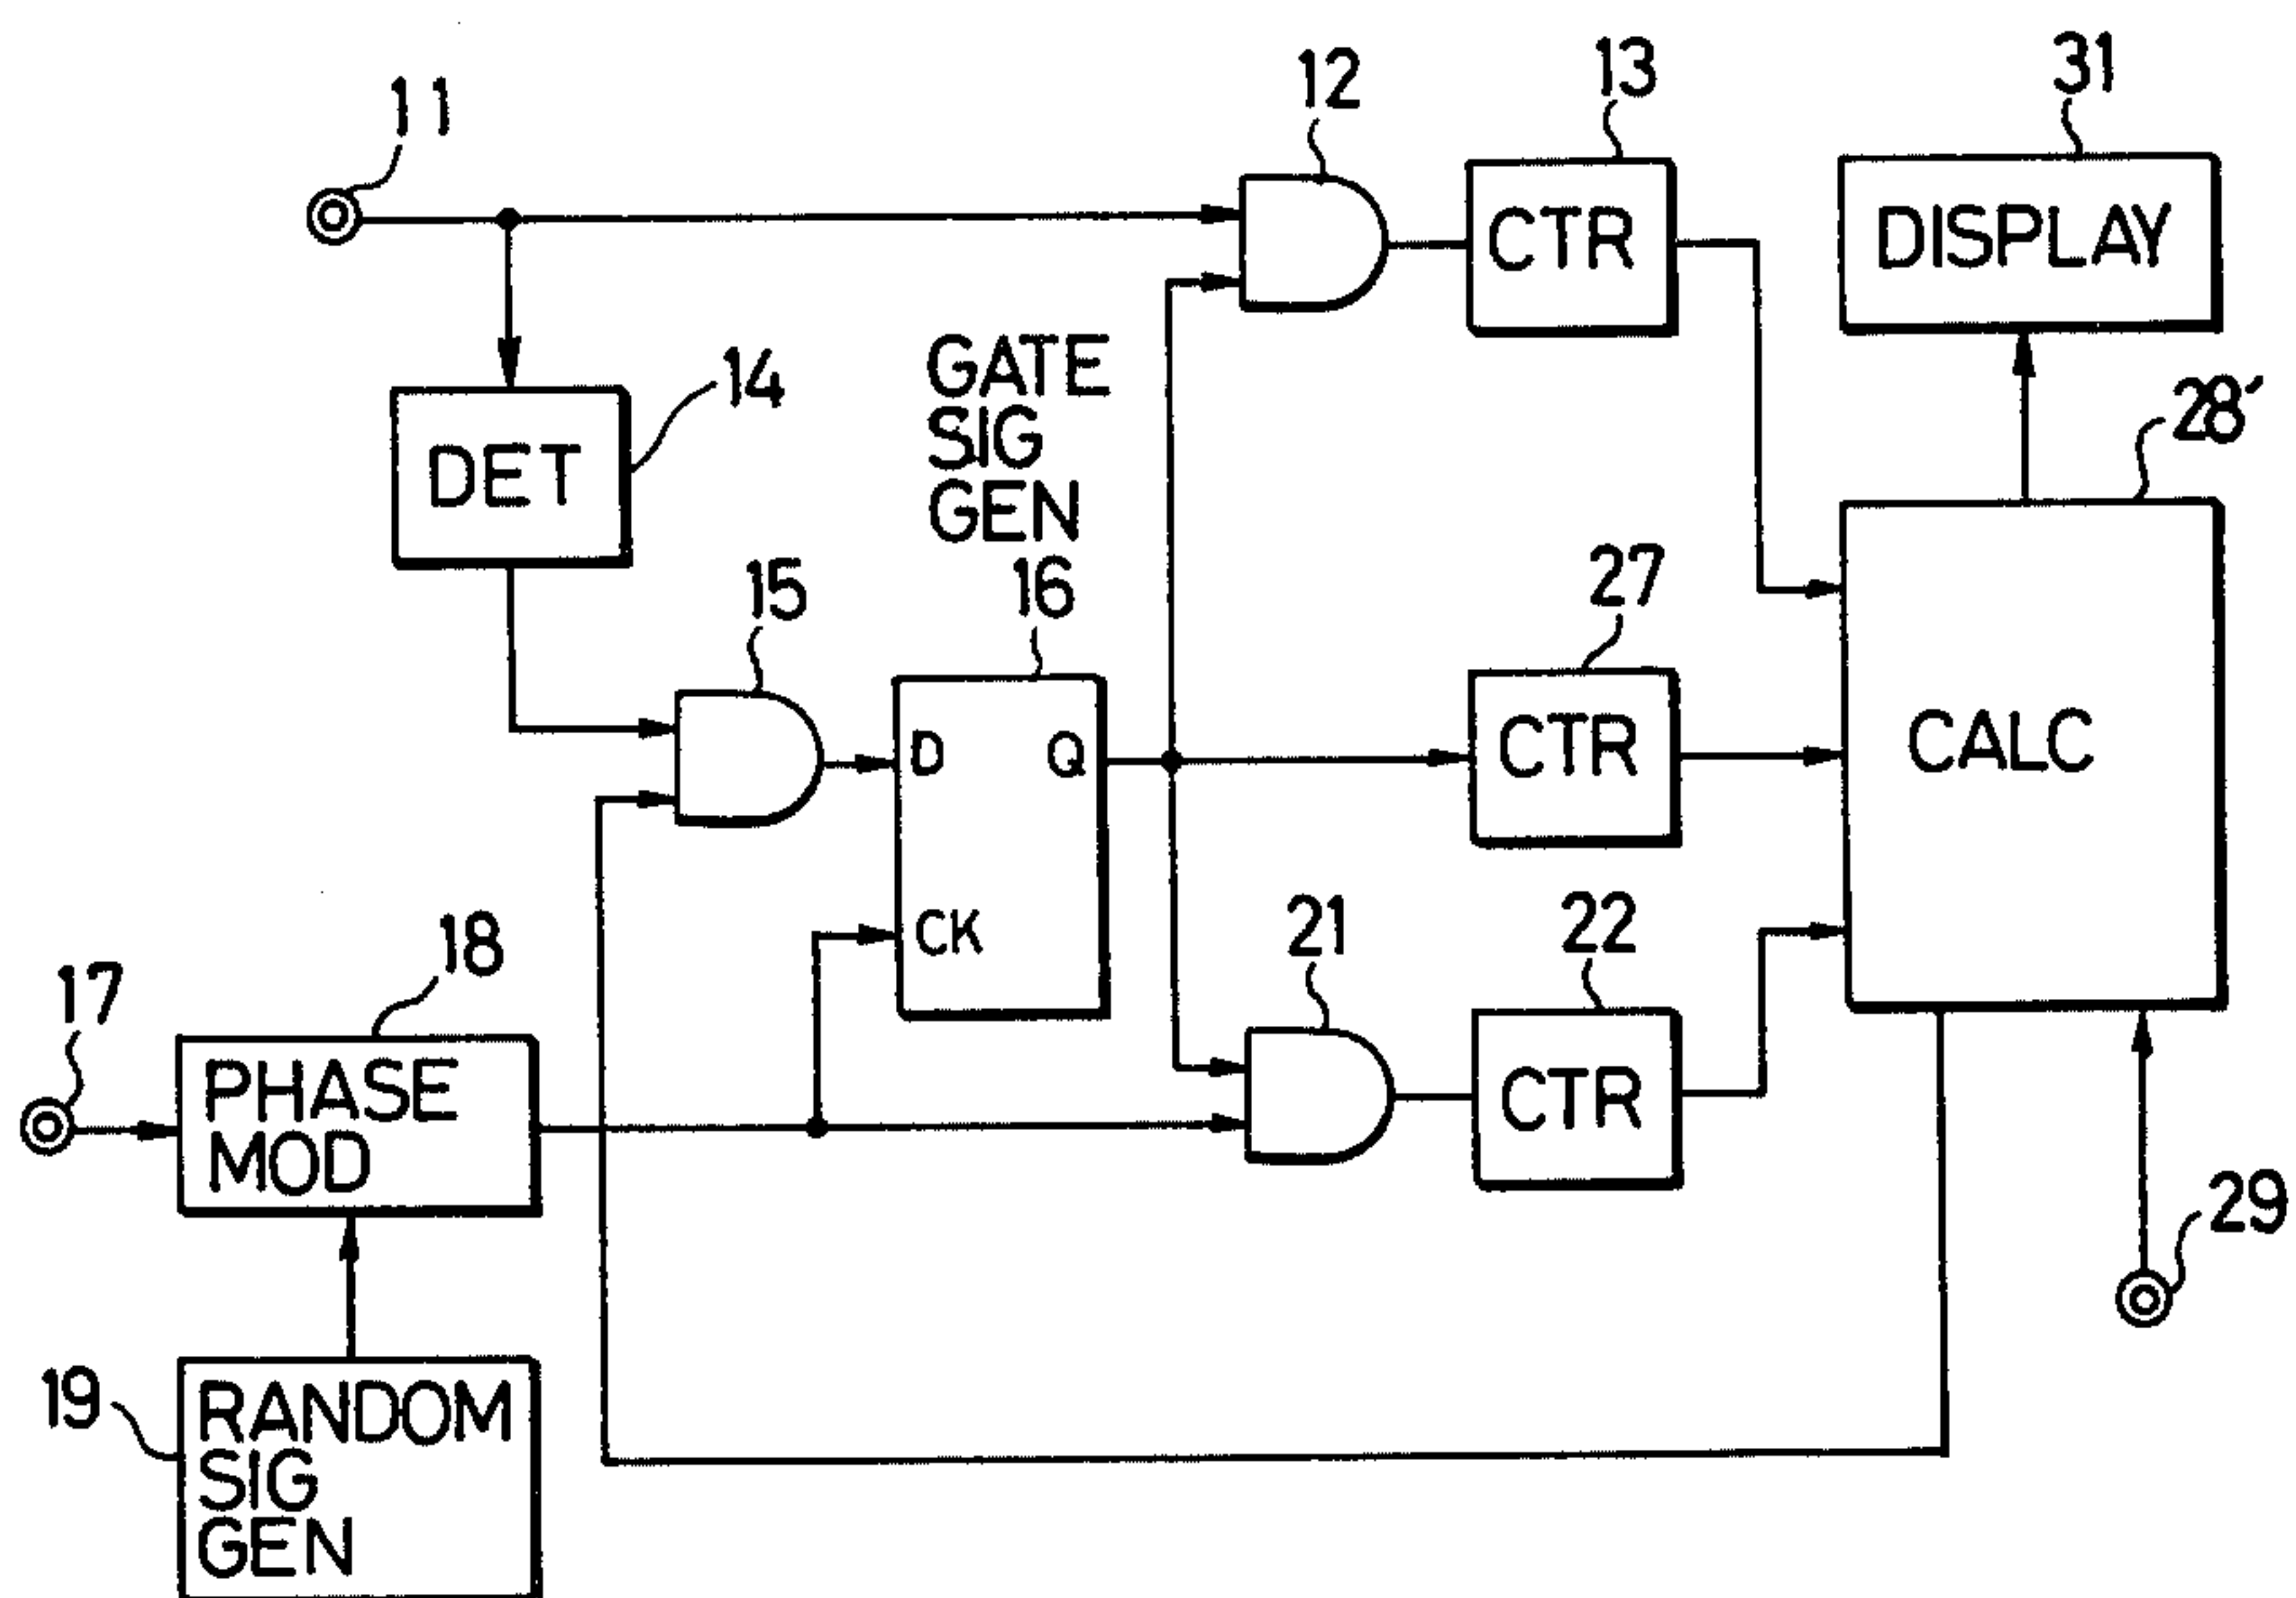 11
12
13
31
CTR
DISPLAY
14
DET
GATE
SIG
GEN
16
28'
15
27
D
Q
CTR
CALC
CK
21
22
18
17
PHASE
MOD
CTR
29
19
RANDOM
SIG
GEN